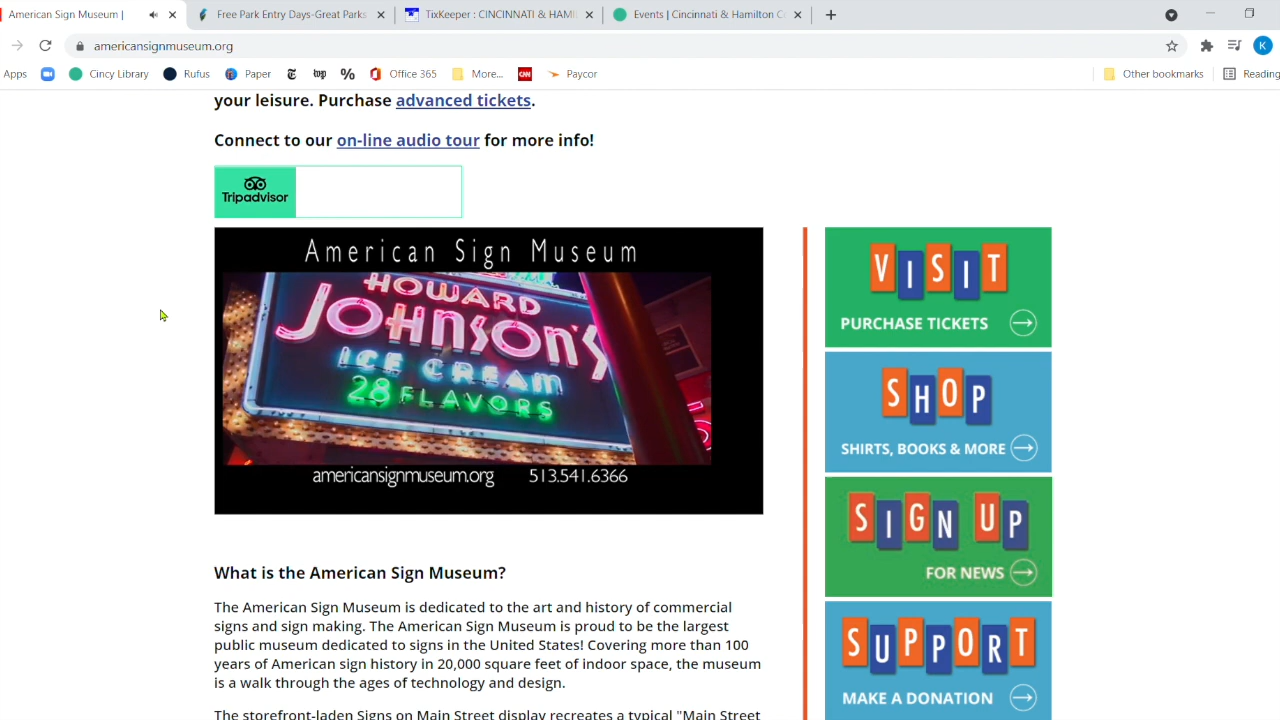 American Sign Museum |
Free Park Entry Days-Great Parks
TixKeeper : CINCINNATI & HAMI
Events | Cincinnati & Hamilton C
americansignmuseum.org
K
Apps
Cincy Library
Rufus
Paper
top
%
Office 365
More...
CNN
Paycor
Other bookmarks
Reading
your leisure. Purchase advanced tickets.
Connect to our on-line audio tour for more info!
Tripadvisor
American Sign Museum
HOWARD
JOHNSON'S
ICE CREAM
28 FLAVORS
americansignmuseum.org 513.541.6366
VISIT
PURCHASE TICKETS
SHOP
SHIRTS, BOOKS & MORE
SIGN UP
FOR NEWS
SUPPORT
MAKE A DONATION
What is the American Sign Museum?
The American Sign Museum is dedicated to the art and history of commercial
signs and sign making. The American Sign Museum is proud to be the largest
public museum dedicated to signs in the United States! Covering more than 100
years of American sign history in 20,000 square feet of indoor space, the museum
is a walk through the ages of technology and design.
The storefront-laden Signs on Main Street display recreates a typical "Main Street